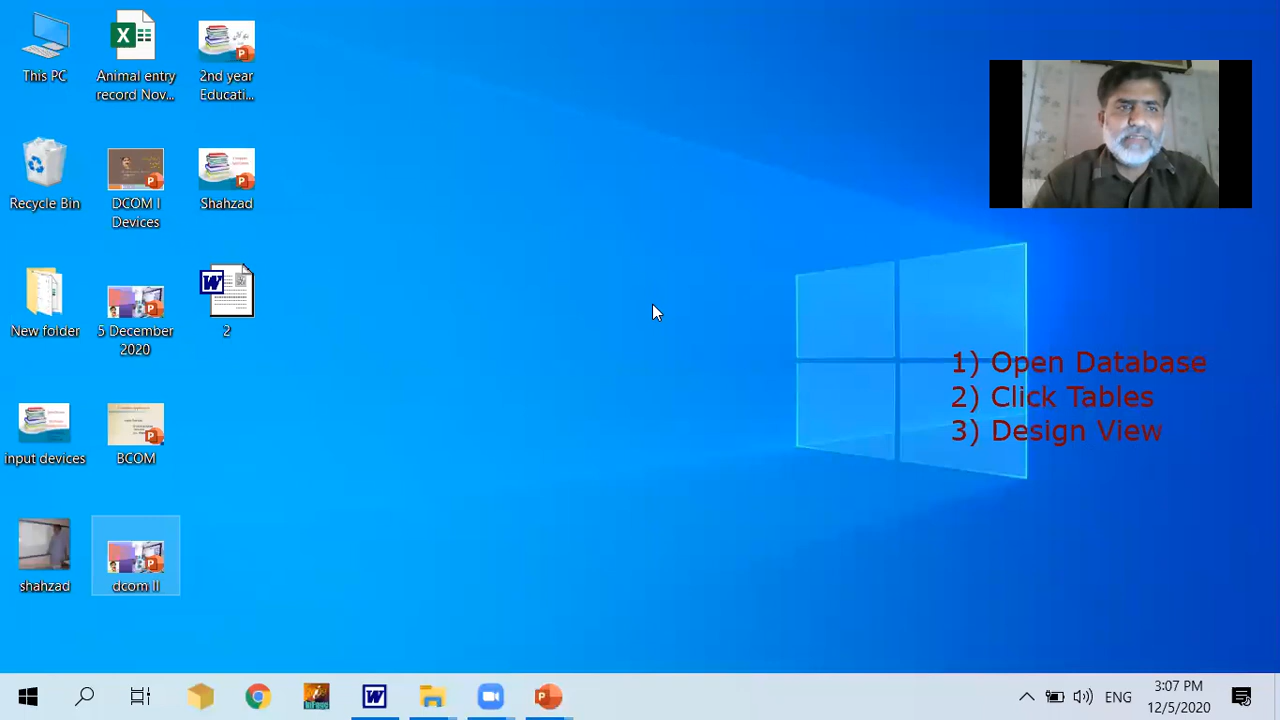 This PC
Animal entry
record Nov...
2nd year
Educati...
Recycle Bin
DCOM I
Devices
Shahzad
New folder
5 December
2020
2
input devices
BCOM
shahzad
dcom II
1) Open Database
2) Click Tables
3) Design View
ENG
3:07 PM
12/5/2020